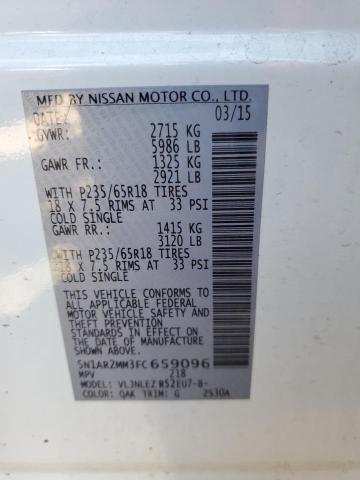 MFD BY NISSAN MOTOR CO., LTD.
DATE: 03/15
GVWR: 2715 KG
5986 LB
GAWR FR.: 1325 KG
2921 LB
WITH P235/65R18 TIRES
18 X 7.5 RIMS AT 33 PSI
COLD SINGLE
GAWR RR.: 1415 KG
3120 LB
WITH P235/65R18 TIRES
18 X 7.5 RIMS AT 33 PSI
COLD SINGLE
THIS VEHICLE CONFORMS
TO ALL APPLICABLE FEDERAL
MOTOR VEHICLE SAFETY AND
THEFT PREVENTION
STANDARDS IN EFFECT ON
THE DATE OF MANUFACTURE
SHOWN ABOVE.
5N1AR2MM3FC659096
MPV 218
MODEL: VLJNLEZ R52EU7-B-
COLOR: QAK TRIM: G 2S30A